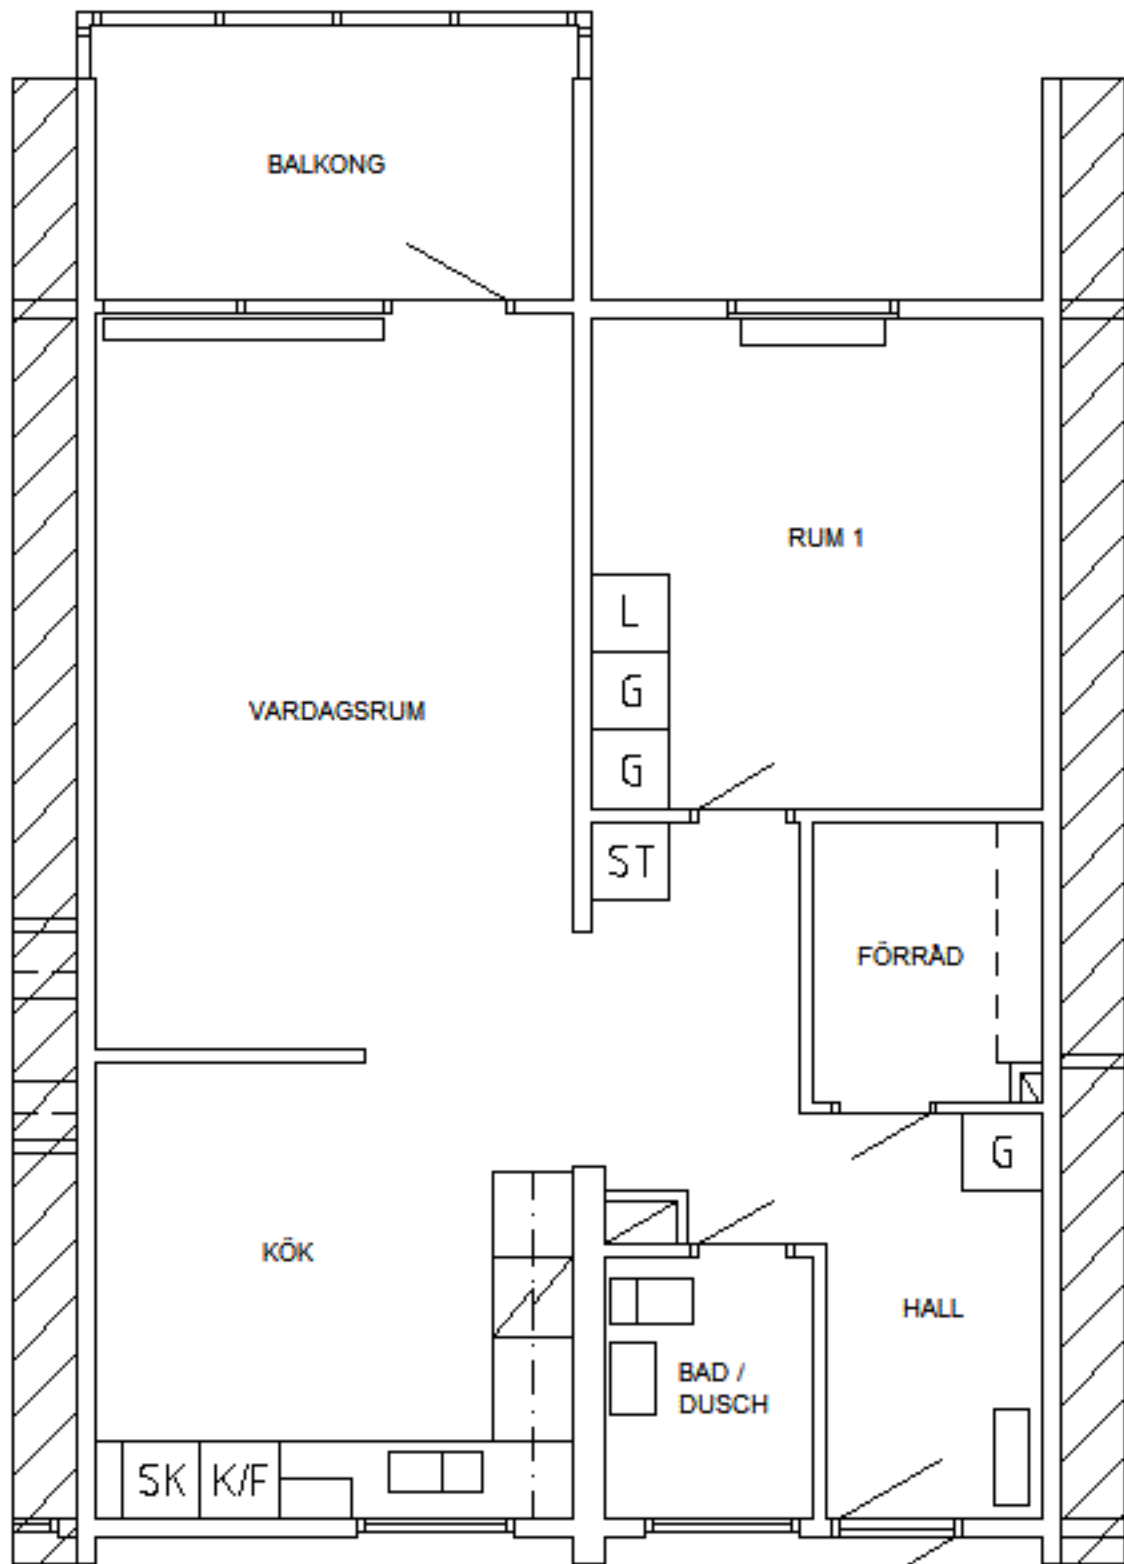 BALKONG
RUM 1
L
G
VARDAGSRUM
G
ST
FÖRRÅD
G
KÖK
HALL
BAD /
DUSCH
SK
K/F